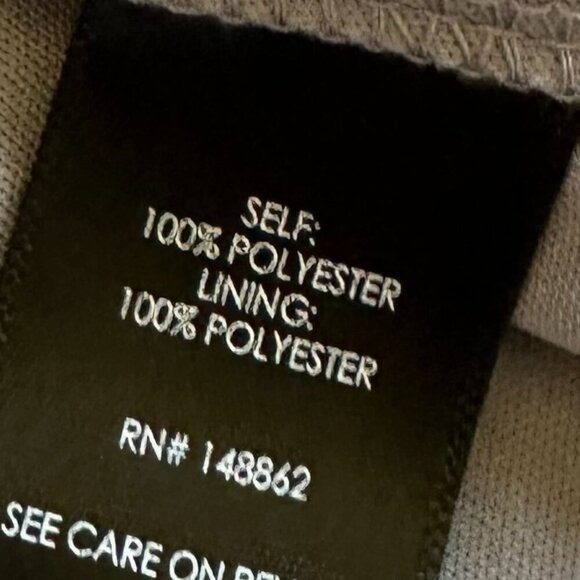 SELF:
100% POLYESTER
LINING:
100% POLYESTER
RN# 148862
SEE CARE ON